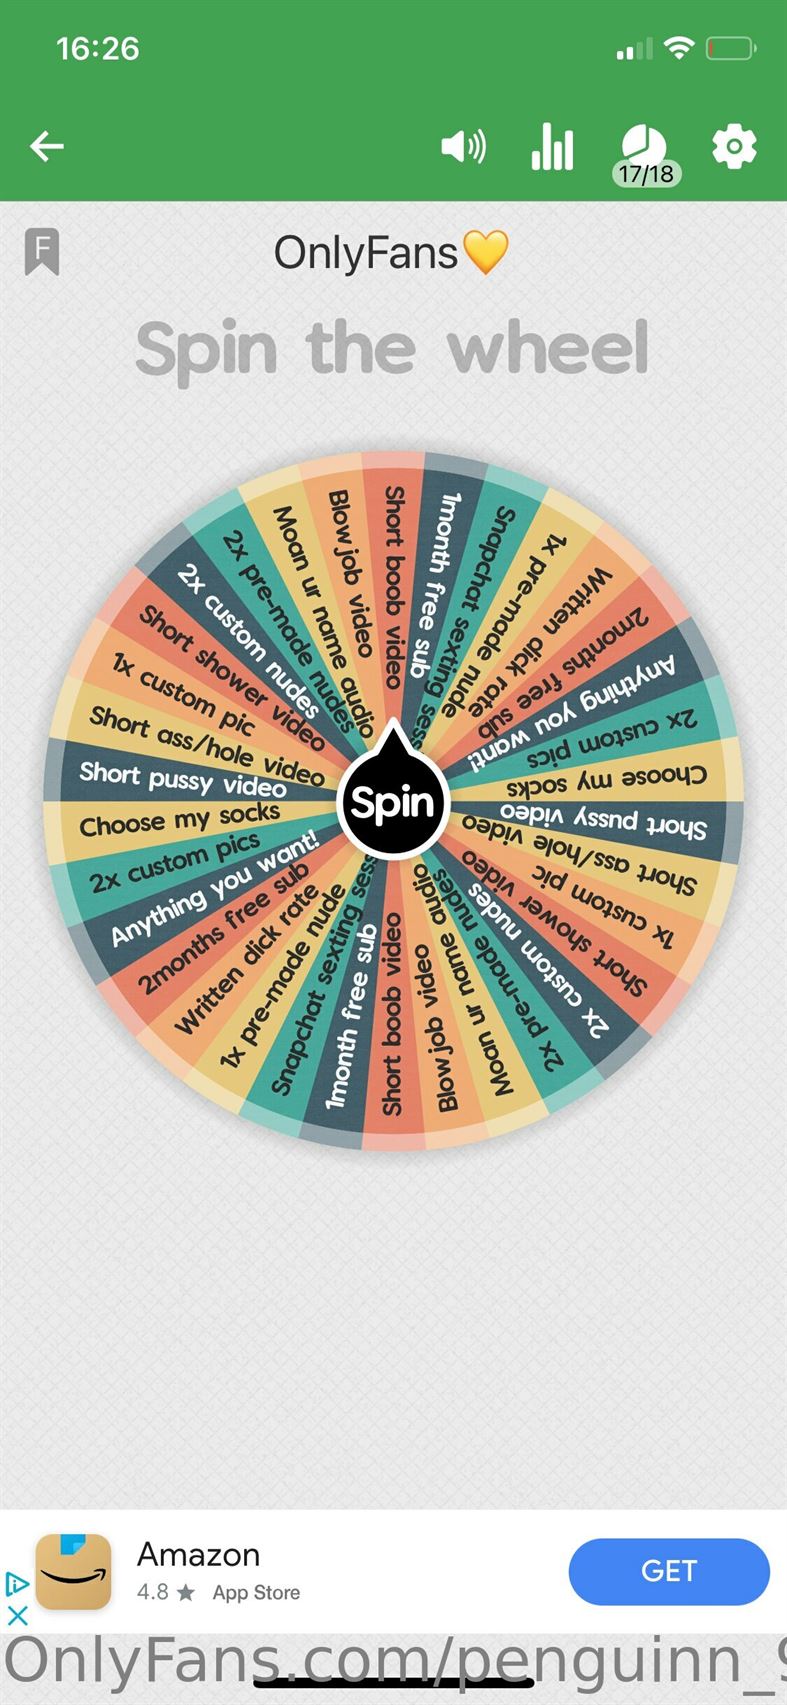 16:26
17/18
F
OnlyFans💛
Spin the wheel
Short boob video
1month free sub
Snapchat sexting sess
1x pre-made nude
Written dick rate
2months free sub
Anything you want!
2x custom pics
Choose my socks
Short pussy video
Short ass/hole video
1x custom pic
Short shower video
2x custom nudes
2x pre-made nudes
Moan ur name audio
Blowjob video
Short boob video
1month free sub
Snapchat sexting sess
1x pre-made nude
Written dick rate
2months free sub
Anything you want!
2x custom pics
Choose my socks
Short pussy video
Short ass/hole video
1x custom pic
Short shower video
2x custom nudes
2x pre-made nudes
Moan ur name audio
Blowjob video
Spin
Amazon
4.8 ★ App Store
GET
OnlyFans.com/penguinn_9